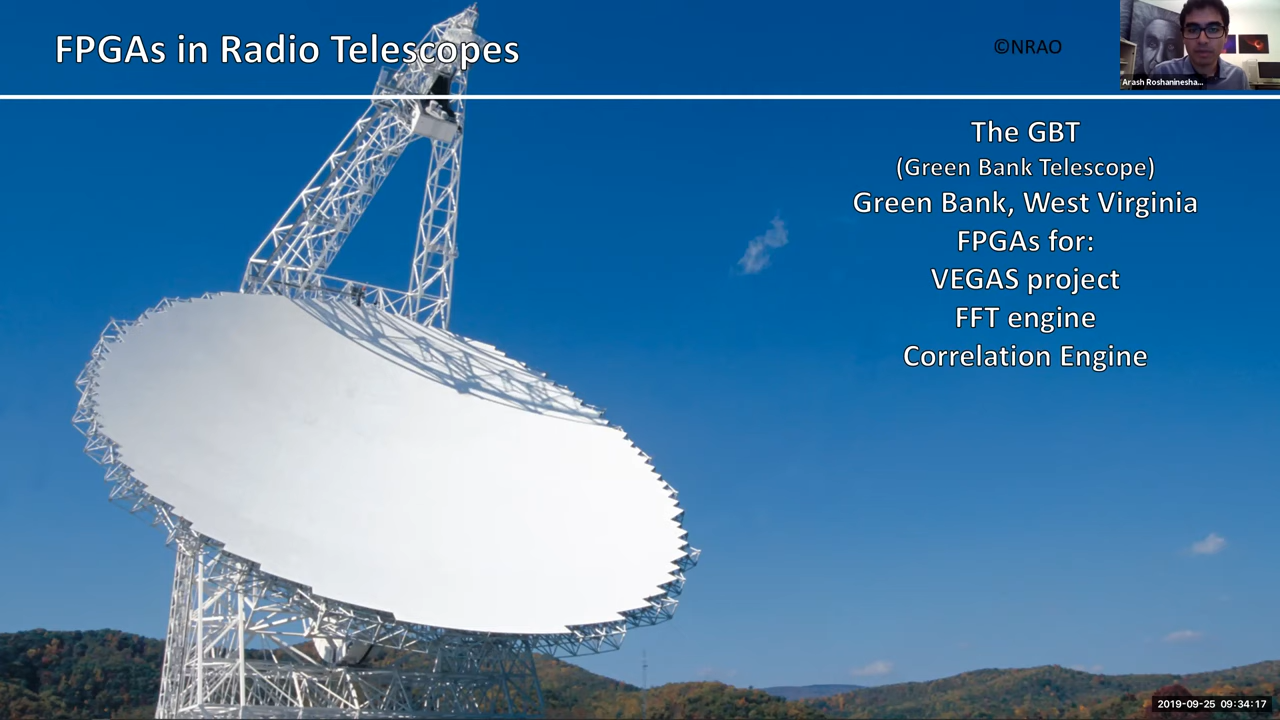 FPGAs in Radio Telescopes
©NRAO
Arash Roshaninesha...
The GBT
(Green Bank Telescope)
Green Bank, West Virginia
FPGAs for:
VEGAS project
FFT engine
Correlation Engine
2019-09-25 09:34:17